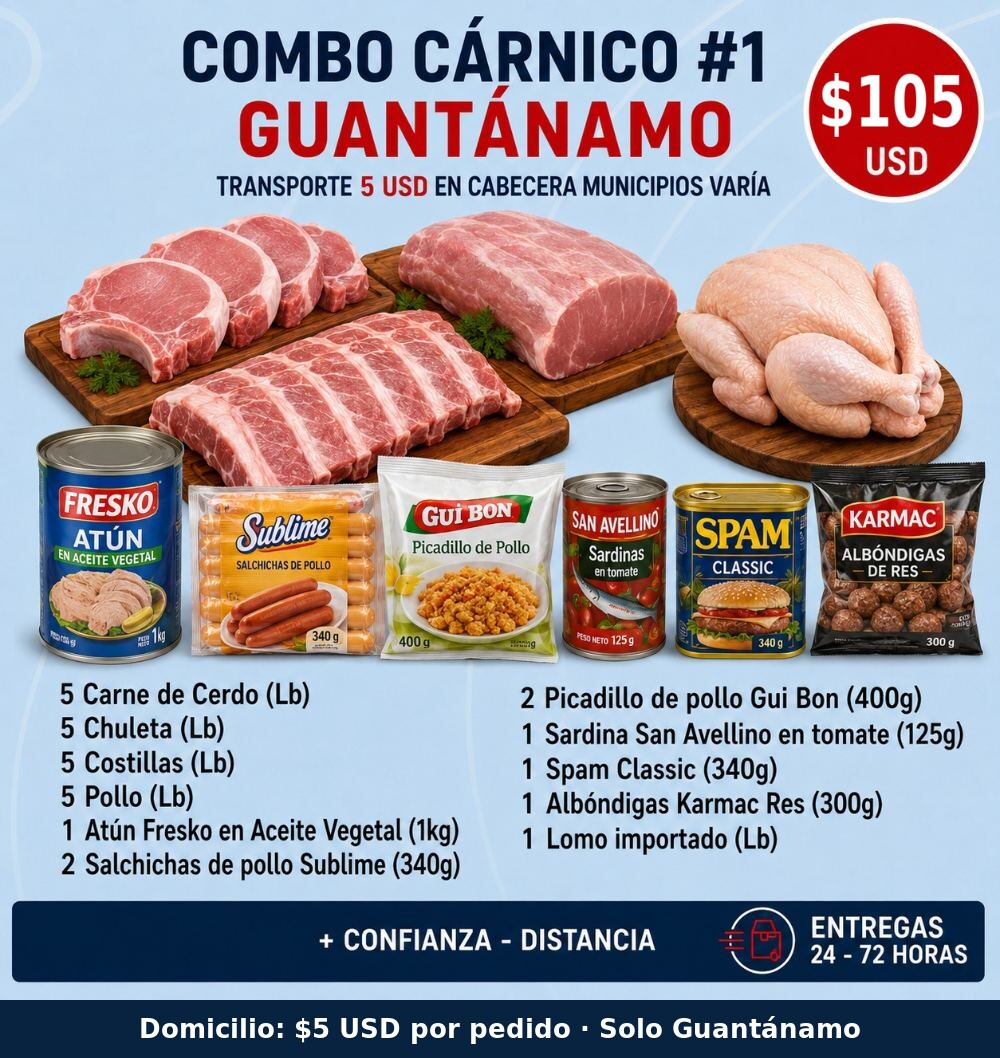 COMBO CÁRNICO #1
GUANTÁNAMO
TRANSPORTE 5 USD EN CABECERA MUNICIPIOS VARÍA
$105
USD
FRESKO
ATÚN
EN ACEITE VEGETAL
1kg
Sublime
SALCHICHAS DE POLLO
340 g
GUI BON
Picadillo de Pollo
400 g
SAN AVELLINO
Sardinas
en tomate
PESO NETO 125 g
SPAM
CLASSIC
340 g
KARMAC
ALBÓNDIGAS
DE RES
300 g
5 Carne de Cerdo (Lb)
5 Chuleta (Lb)
5 Costillas (Lb)
5 Pollo (Lb)
1 Atún Fresko en Aceite Vegetal (1kg)
2 Salchichas de pollo Sublime (340g)
2 Picadillo de pollo Gui Bon (400g)
1 Sardina San Avellino en tomate (125g)
1 Spam Classic (340g)
1 Albóndigas Karmac Res (300g)
1 Lomo importado (Lb)
+ CONFIANZA - DISTANCIA
ENTREGAS
24 - 72 HORAS
Domicilio: $5 USD por pedido · Solo Guantánamo